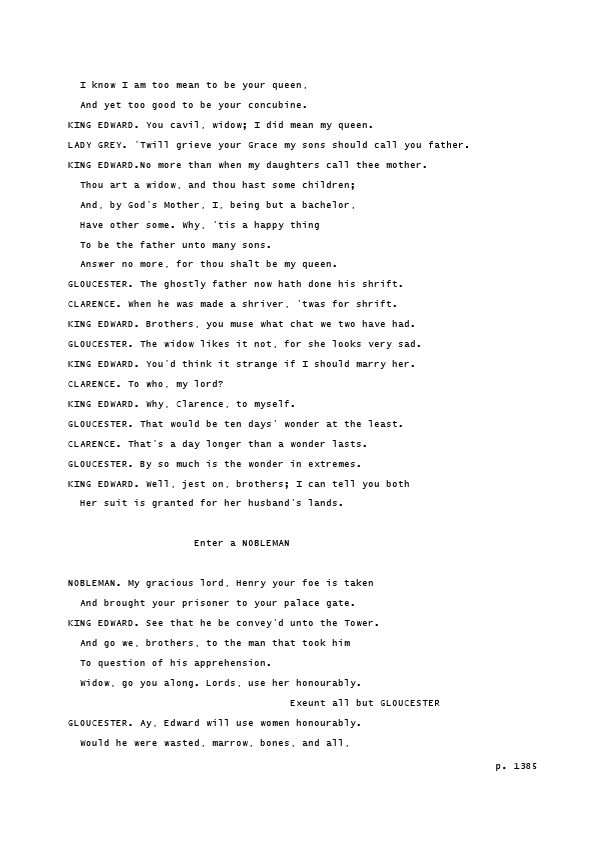 I know I am too mean to be your queen,
And yet too good to be your concubine.
KING EDWARD. You cavil, widow; I did mean my queen.
LADY GREY. 'Twill grieve your Grace my sons should call you father.
KING EDWARD.No more than when my daughters call thee mother.
Thou art a widow, and thou hast some children;
And, by God's Mother, I, being but a bachelor,
Have other some. Why, 'tis a happy thing
To be the father unto many sons.
Answer no more, for thou shalt be my queen.
GLOUCESTER. The ghostly father now hath done his shrift.
CLARENCE. When he was made a shriver, 'twas for shrift.
KING EDWARD. Brothers, you muse what chat we two have had.
GLOUCESTER. The widow likes it not, for she looks very sad.
KING EDWARD. You'd think it strange if I should marry her.
CLARENCE. To who, my lord?
KING EDWARD. Why, Clarence, to myself.
GLOUCESTER. That would be ten days' wonder at the least.
CLARENCE. That's a day longer than a wonder lasts.
GLOUCESTER. By so much is the wonder in extremes.
KING EDWARD. Well, jest on, brothers; I can tell you both
Her suit is granted for her husband's lands.
Enter a NOBLEMAN
NOBLEMAN. My gracious lord, Henry your foe is taken
And brought your prisoner to your palace gate.
KING EDWARD. See that he be convey'd unto the Tower.
And go we, brothers, to the man that took him
To question of his apprehension.
Widow, go you along. Lords, use her honourably.
Exeunt all but GLOUCESTER
GLOUCESTER. Ay, Edward will use women honourably.
Would he were wasted, marrow, bones, and all,
p. 1385